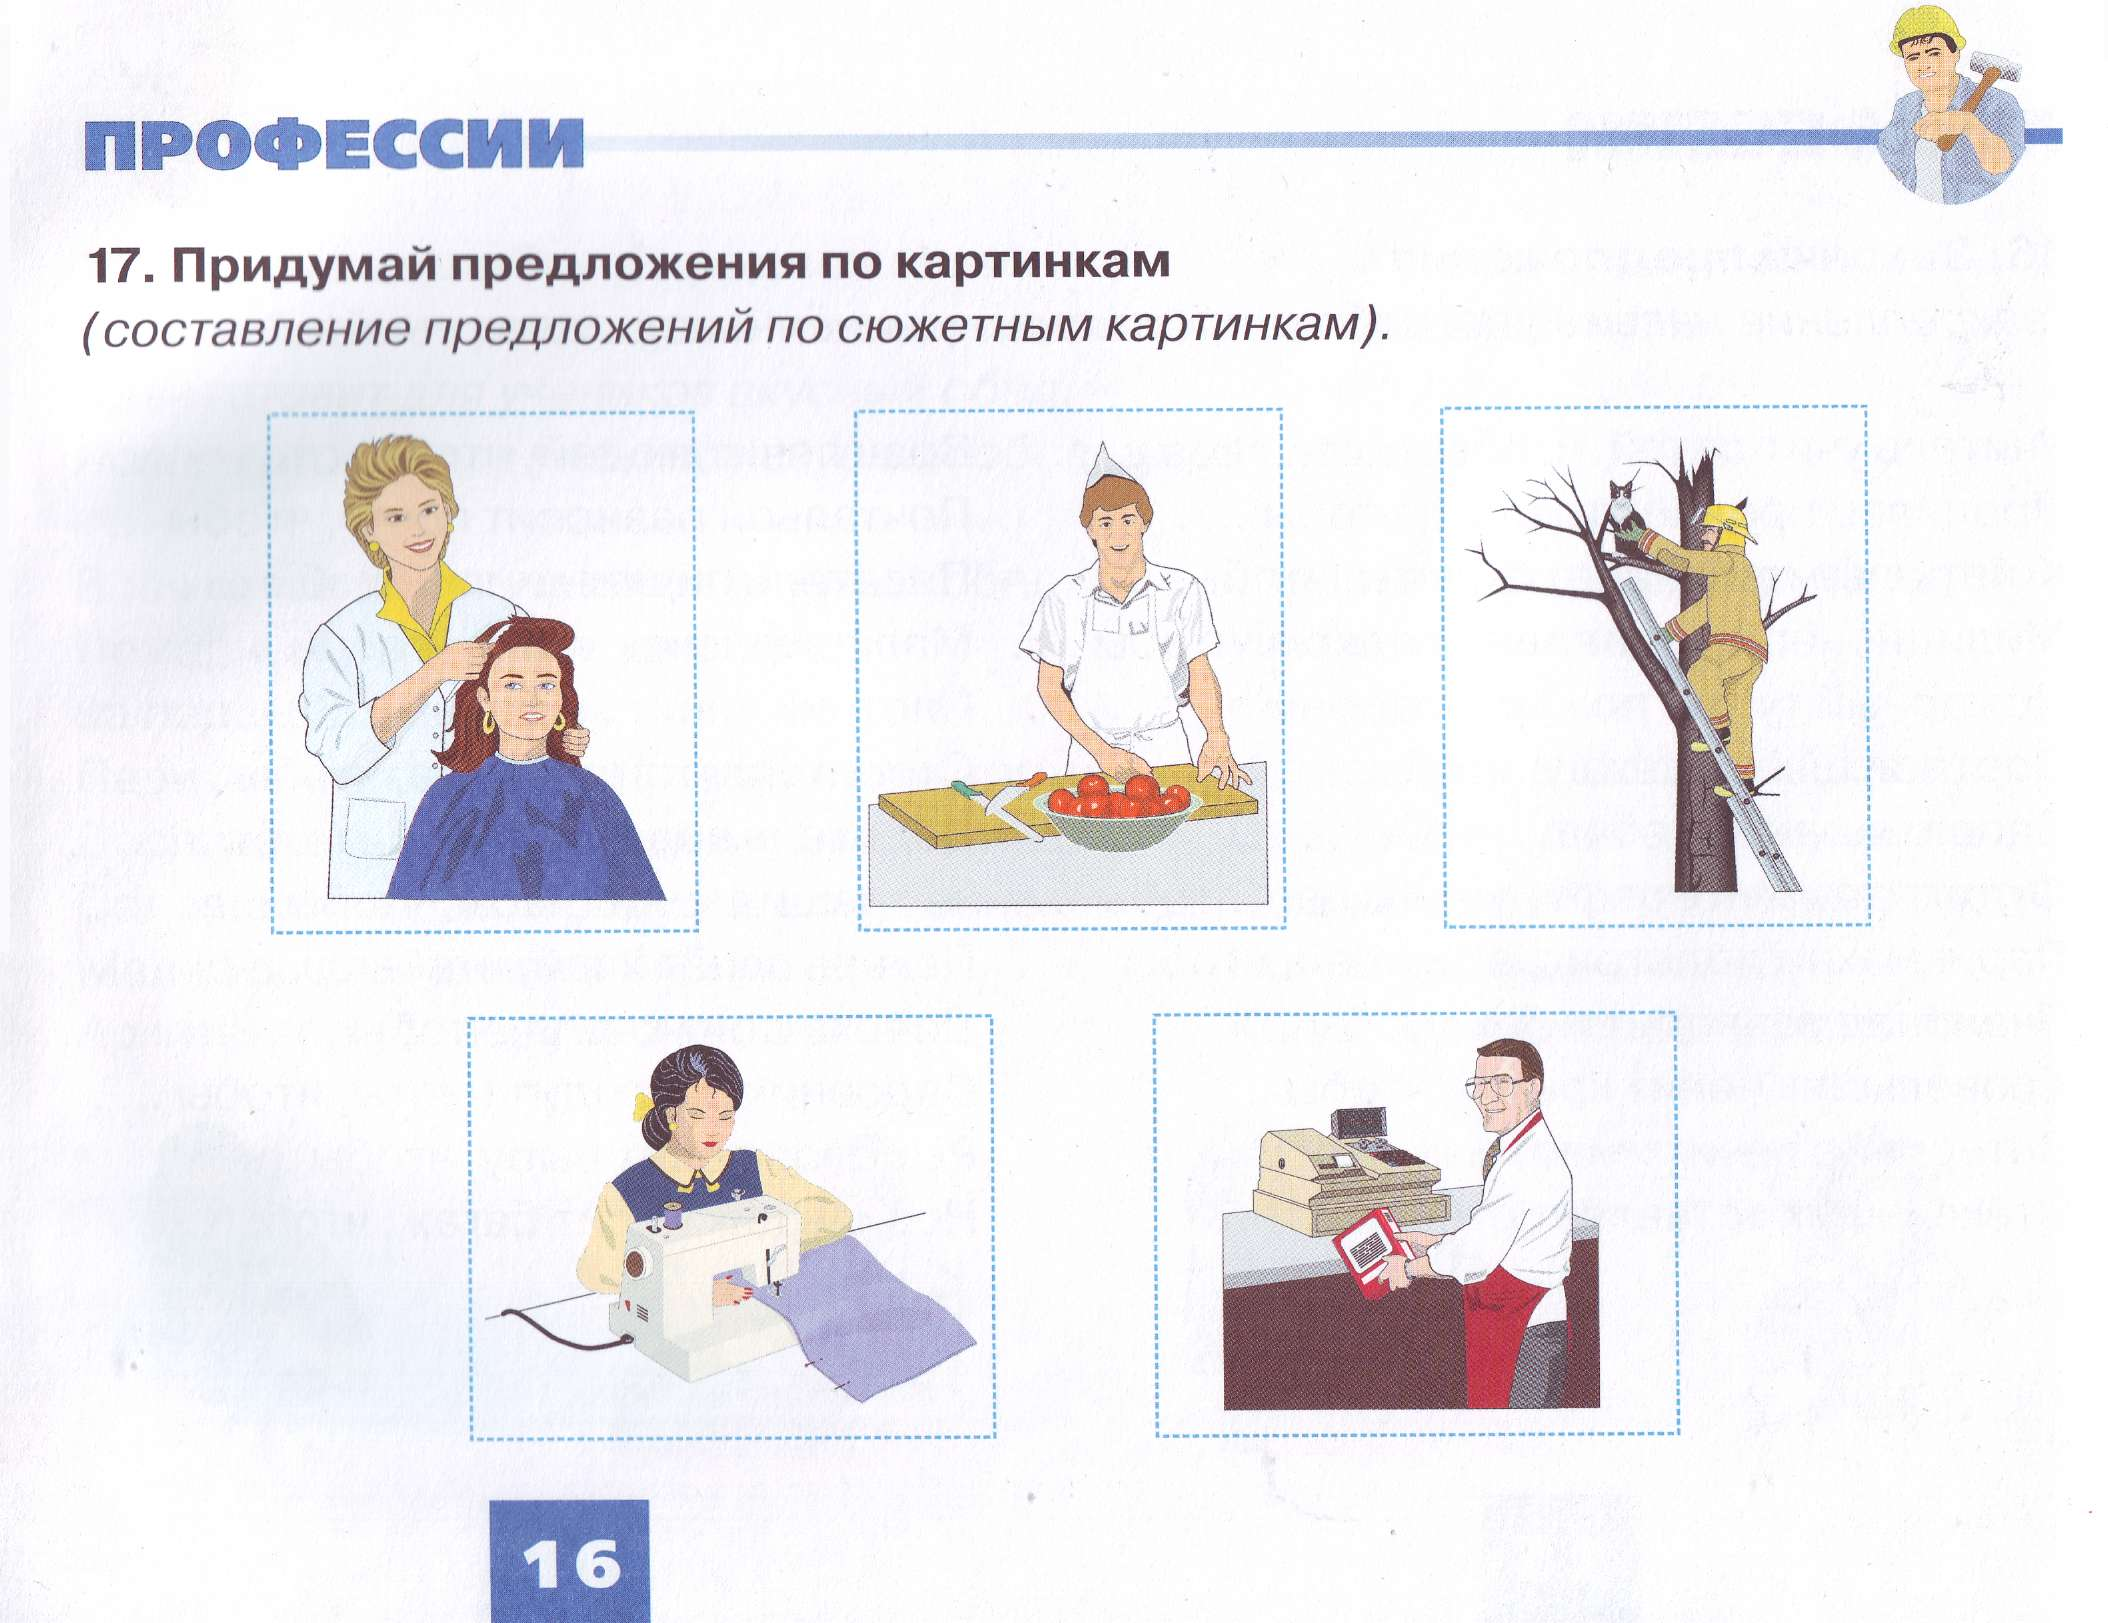 ПРОФЕССИИ
17. Придумай предложения по картинкам
(составление предложений по сюжетным картинкам).
16